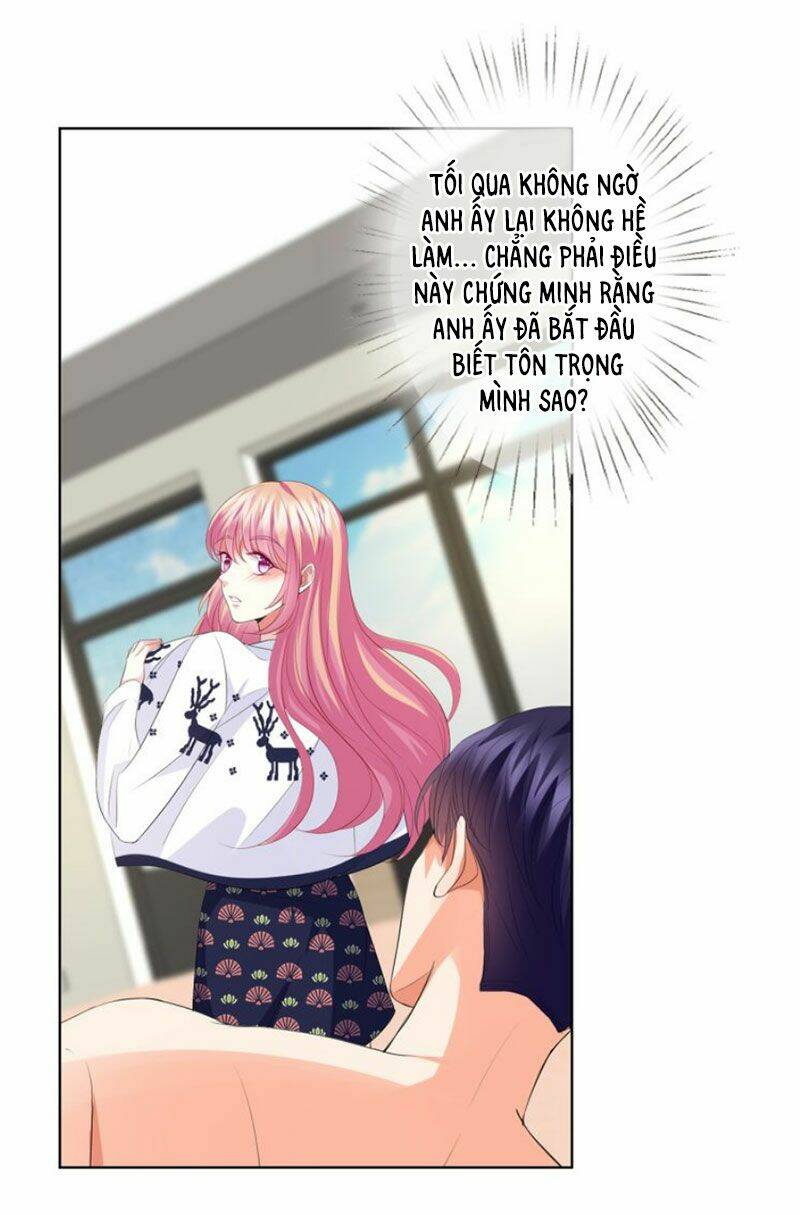 TỐI QUA KHÔNG NGỜ
ANH ẤY LẠI KHÔNG HỀ
LÀM... CHẲNG PHẢI ĐIỀU
NÀY CHỨNG MINH RẰNG
ANH ẤY ĐÃ BẮT ĐẦU
BIẾT TÔN TRỌNG
MÌNH SAO?